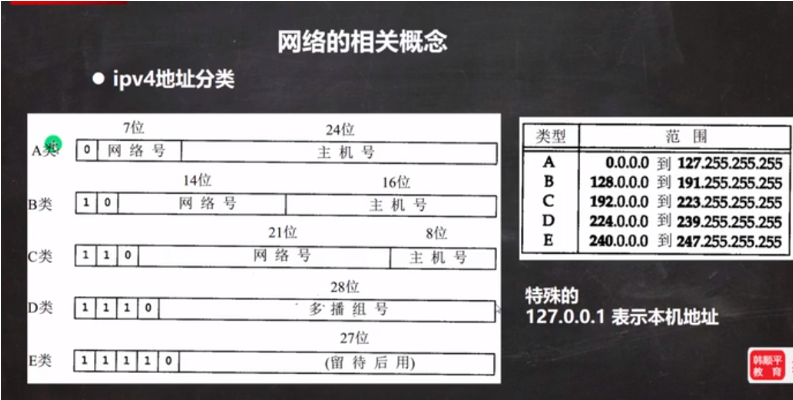 网络的相关概念
ipv4地址分类
7位 24位
A类 0 网络号 主机号
14位 16位
B类 1 0 网络号 主机号
21位 8位
C类 1 1 0 网络号 主机号
28位
D类 1 1 1 0 多播组号
27位
E类 1 1 1 1 0 (留待后用)
类型 范围
A 0.0.0.0 到 127.255.255.255
B 128.0.0.0 到 191.255.255.255
C 192.0.0.0 到 223.255.255.255
D 224.0.0.0 到 239.255.255.255
E 240.0.0.0 到 247.255.255.255
特殊的
127.0.0.1 表示本机地址
韩顺平
教育